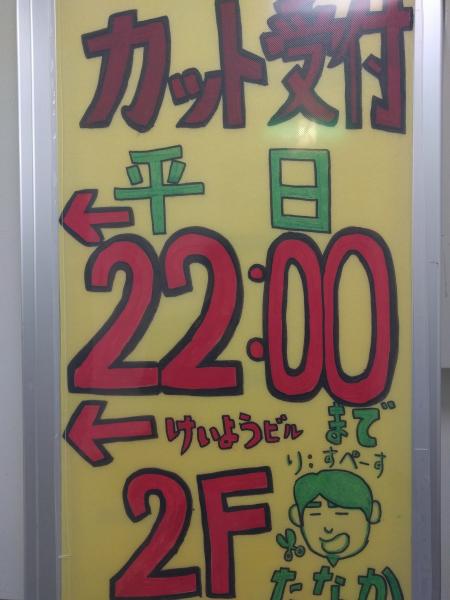 カット受付
平日
22:00
けいようビル まで
り:すぺーす
2F
たなか